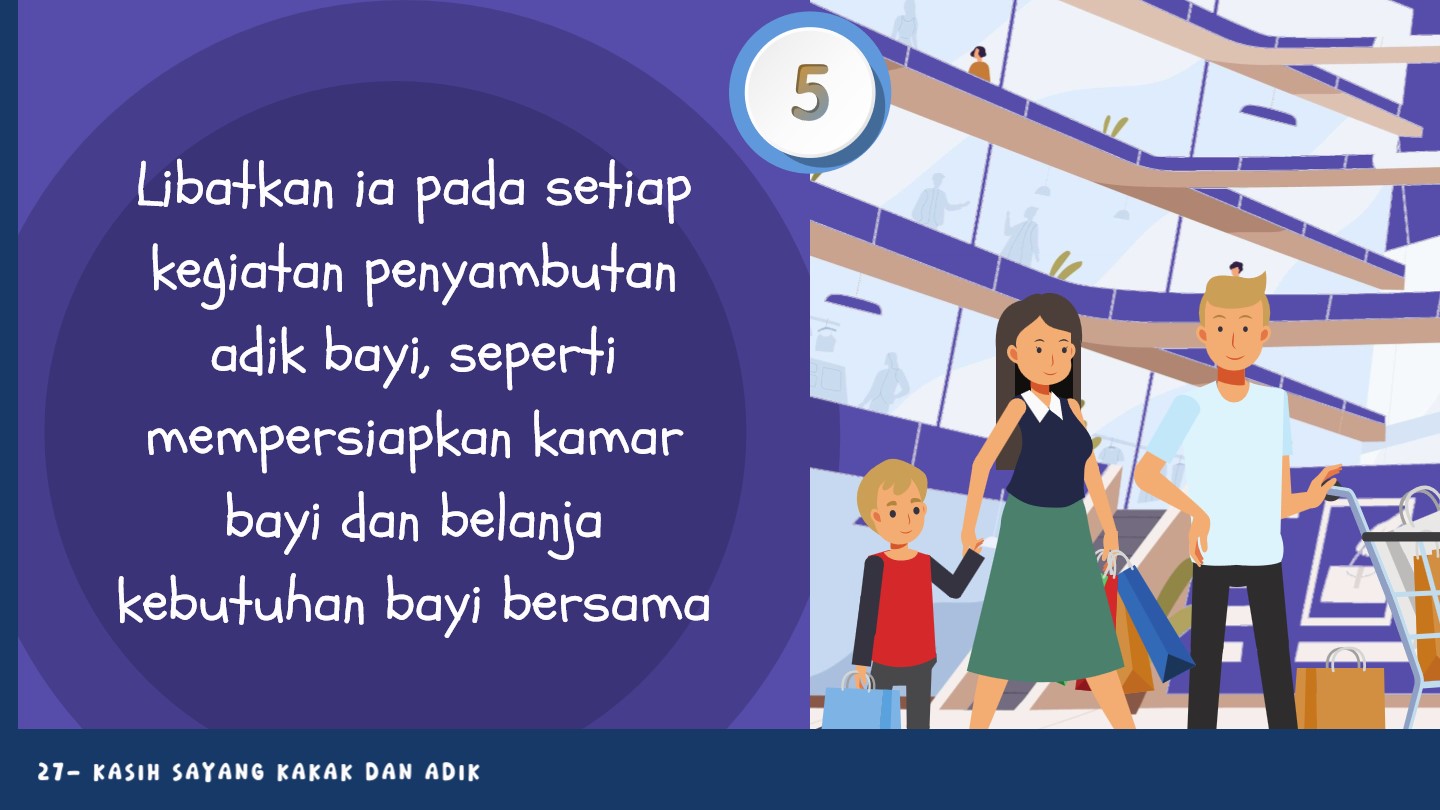 5
Libatkan ia pada setiap
kegiatan penyambutan
adik bayi, seperti
mempersiapkan kamar
bayi dan belanja
kebutuhan bayi bersama
27- KASIH SAYANG KAKAK DAN ADIK